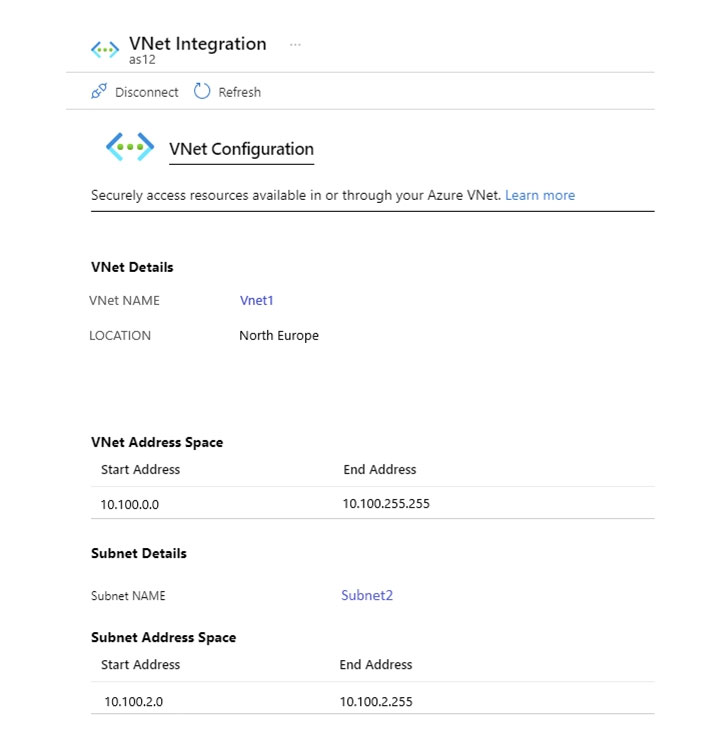 VNet Integration ...
as12
Disconnect Refresh
VNet Configuration
Securely access resources available in or through your Azure VNet. Learn more
VNet Details
VNet NAME Vnet1
LOCATION North Europe
VNet Address Space
Start Address End Address
10.100.0.0 10.100.255.255
Subnet Details
Subnet NAME Subnet2
Subnet Address Space
Start Address End Address
10.100.2.0 10.100.2.255